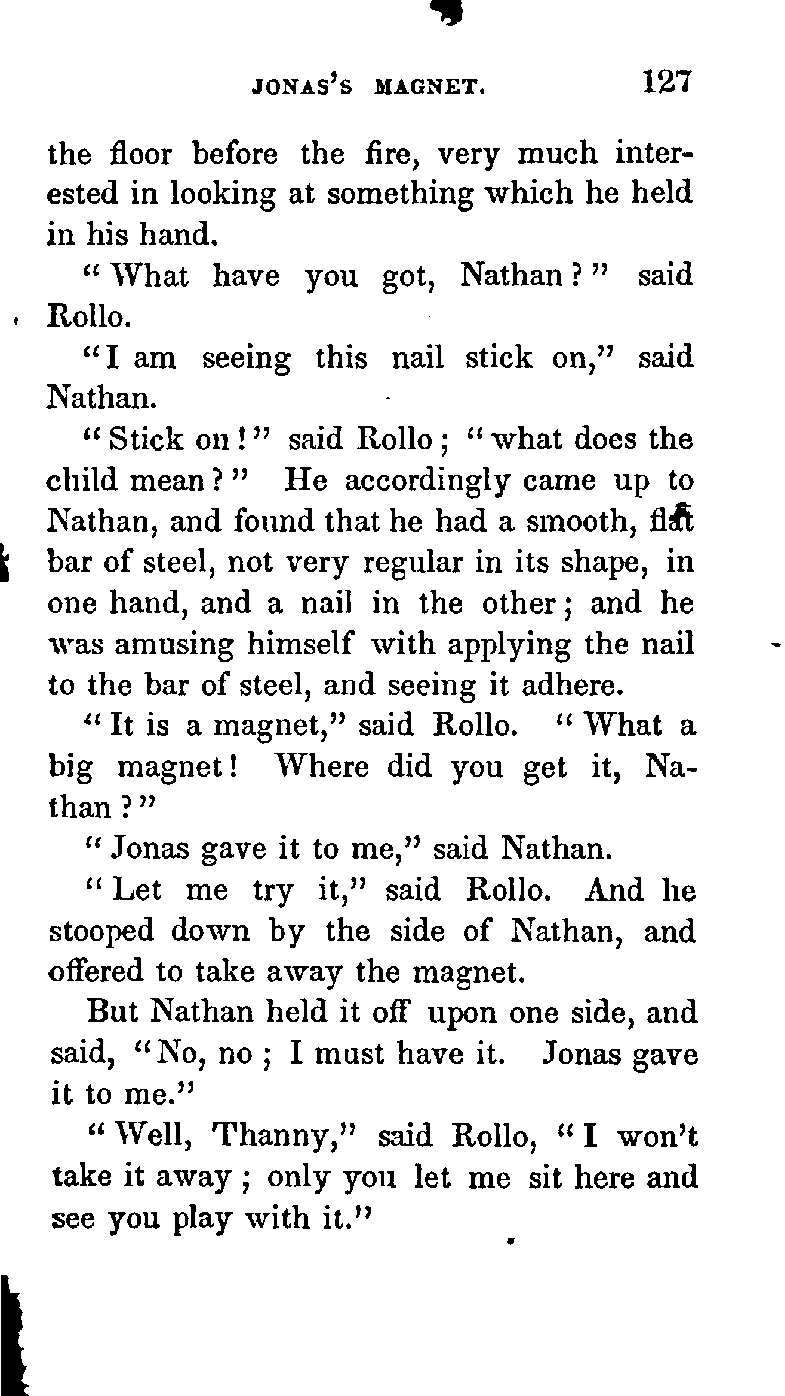 JONAS'S MAGNET. 127
the floor before the fire, very much inter-
ested in looking at something which he held
in his hand.
“ What have you got, Nathan ? ” said
Rollo.
“ I am seeing this nail stick on,” said
Nathan.
“ Stick on ! ” said Rollo ; “ what does the
child mean ? ” He accordingly came up to
Nathan, and found that he had a smooth, flat
bar of steel, not very regular in its shape, in
one hand, and a nail in the other ; and he
was amusing himself with applying the nail
to the bar of steel, and seeing it adhere.
“ It is a magnet,” said Rollo. “ What a
big magnet ! Where did you get it, Na-
than ? ”
“ Jonas gave it to me,” said Nathan.
“ Let me try it,” said Rollo. And he
stooped down by the side of Nathan, and
offered to take away the magnet.
But Nathan held it off upon one side, and
said, “ No, no ; I must have it. Jonas gave
it to me.”
“ Well, Thanny,” said Rollo, “ I won't
take it away ; only you let me sit here and
see you play with it.”